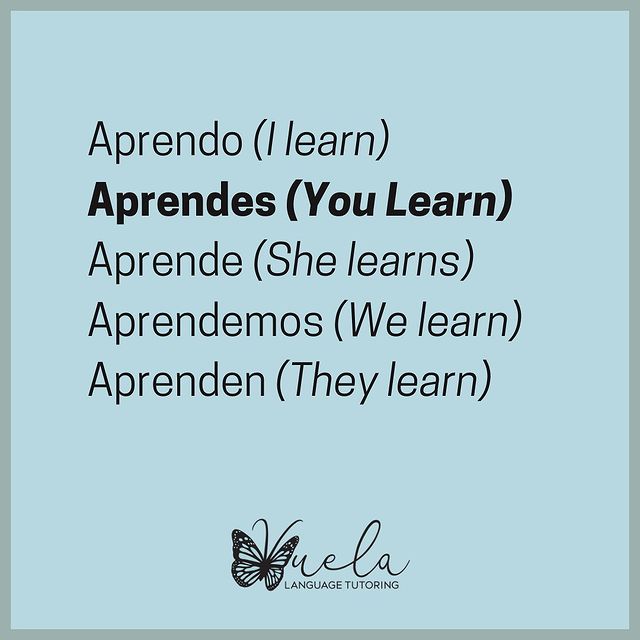 Aprendo (I learn)
Aprendes (You Learn)
Aprende (She learns)
Aprendemos (We learn)
Aprenden (They learn)
Vuela
LANGUAGE TUTORING